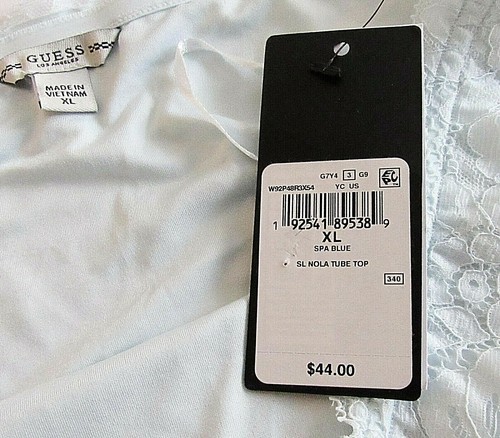 GUESS
LOS ANGELES
MADE IN
VIETNAM
XL
G7Y4 3 G9
W92P48R3X54 YC US
1 92541 89538 9
XL
SPA BLUE
SL NOLA TUBE TOP
340
$44.00